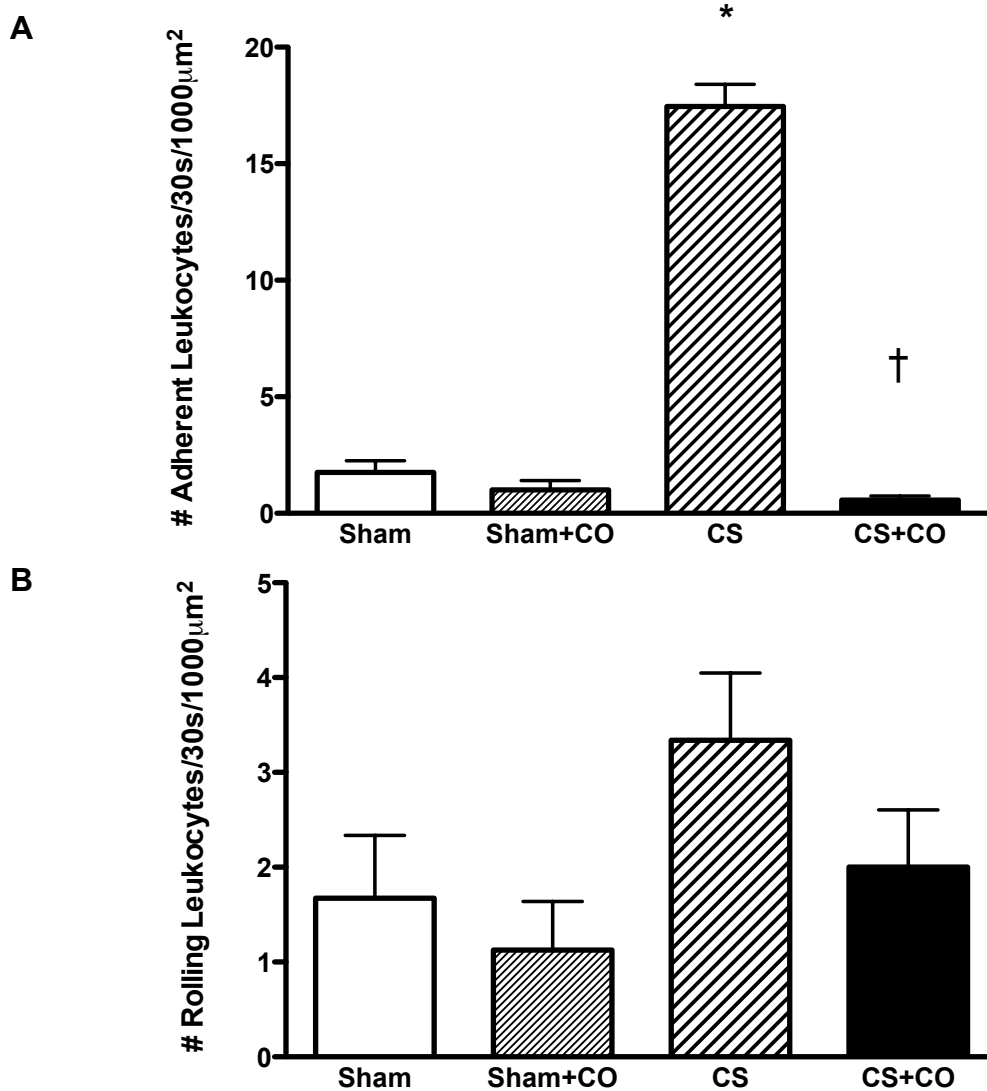 A
# Adherent Leukocytes/30s/1000μm²
*
20
15
10
5
0
†
Sham Sham+CO CS CS+CO
B
# Rolling Leukocytes/30s/1000μm²
5
4
3
2
1
0
Sham Sham+CO CS CS+CO